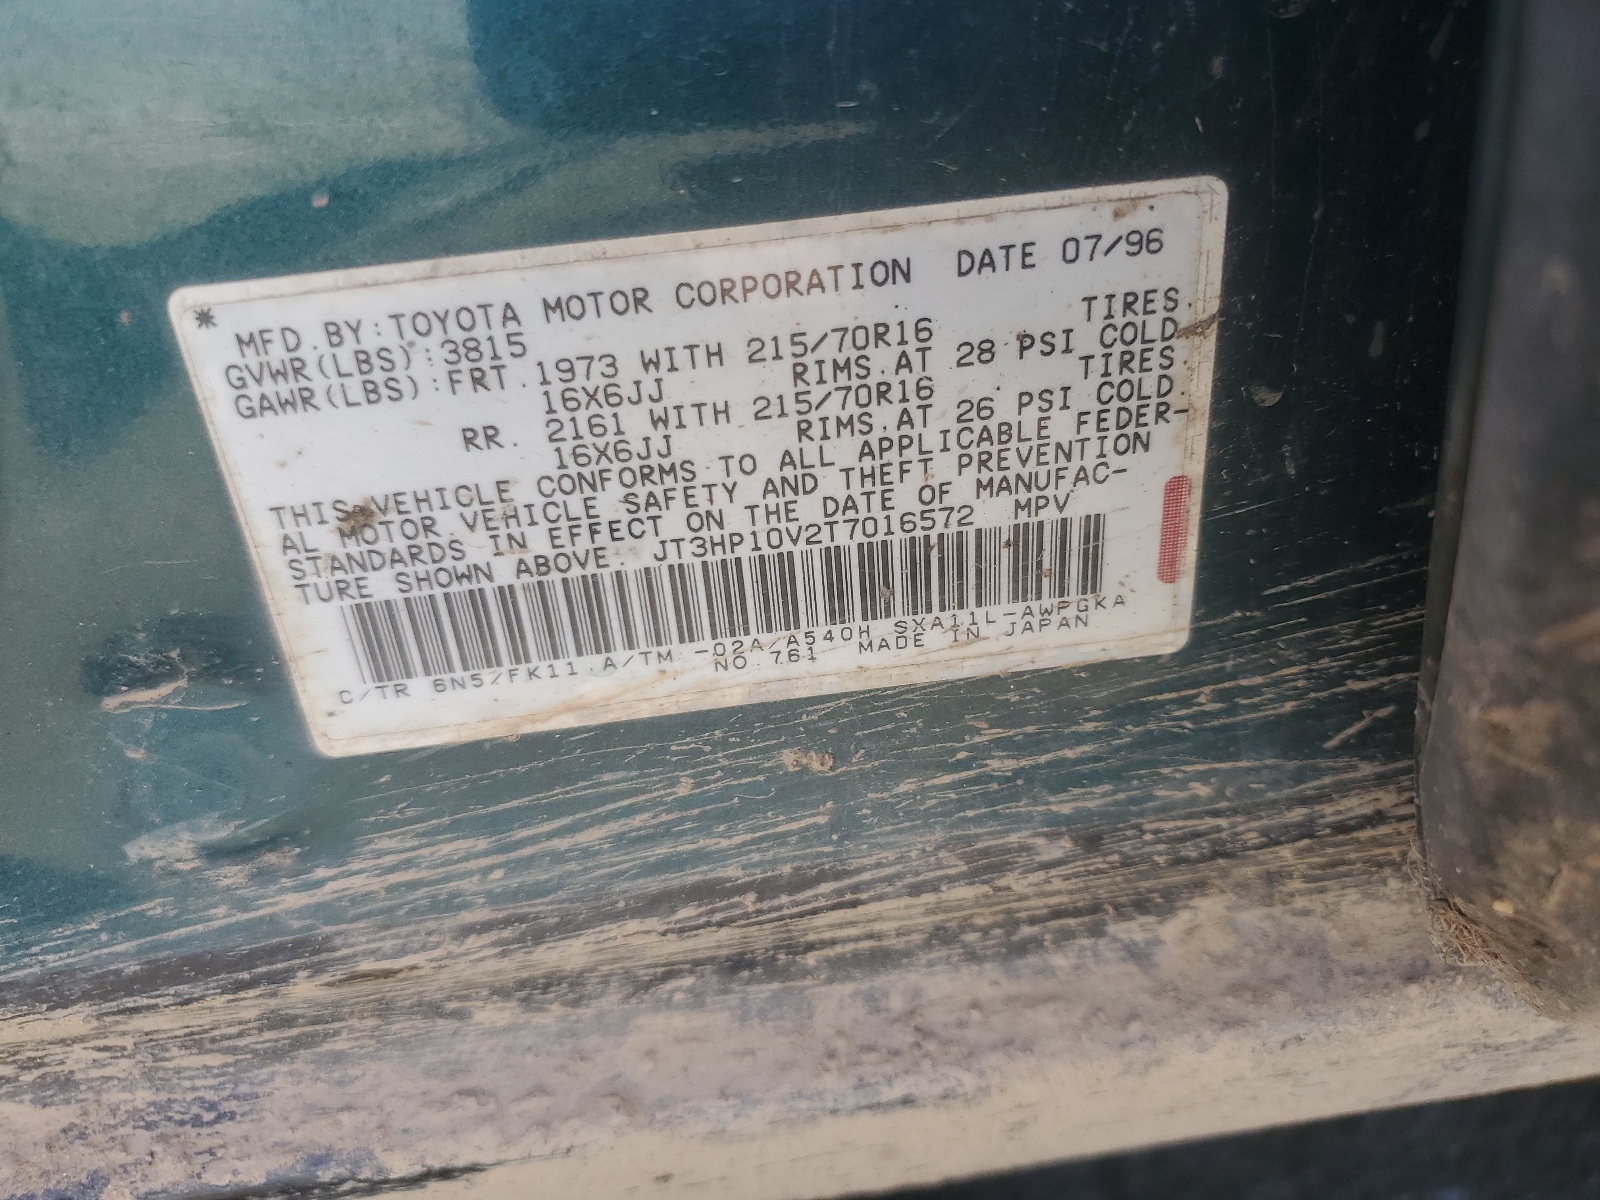 * MFD.BY:TOYOTA MOTOR CORPORATION DATE 07/96
GVWR(LBS):3815
GAWR(LBS):FRT.1973 WITH 215/70R16 TIRES.
16X6JJ RIMS.AT 28 PSI COLD.
RR. 2161 WITH 215/70R16 TIRES.
16X6JJ RIMS.AT 26 PSI COLD.
THIS VEHICLE CONFORMS TO ALL APPLICABLE FEDER-
AL MOTOR VEHICLE SAFETY AND THEFT PREVENTION
STANDARDS IN EFFECT ON THE DATE OF MANUFAC-
TURE SHOWN ABOVE. JT3HP10V2T7016572 MPV
C/TR 6N5/FK11 A/TM -02A/A540H SXA11L-AWPGKA
NO.761 MADE IN JAPAN